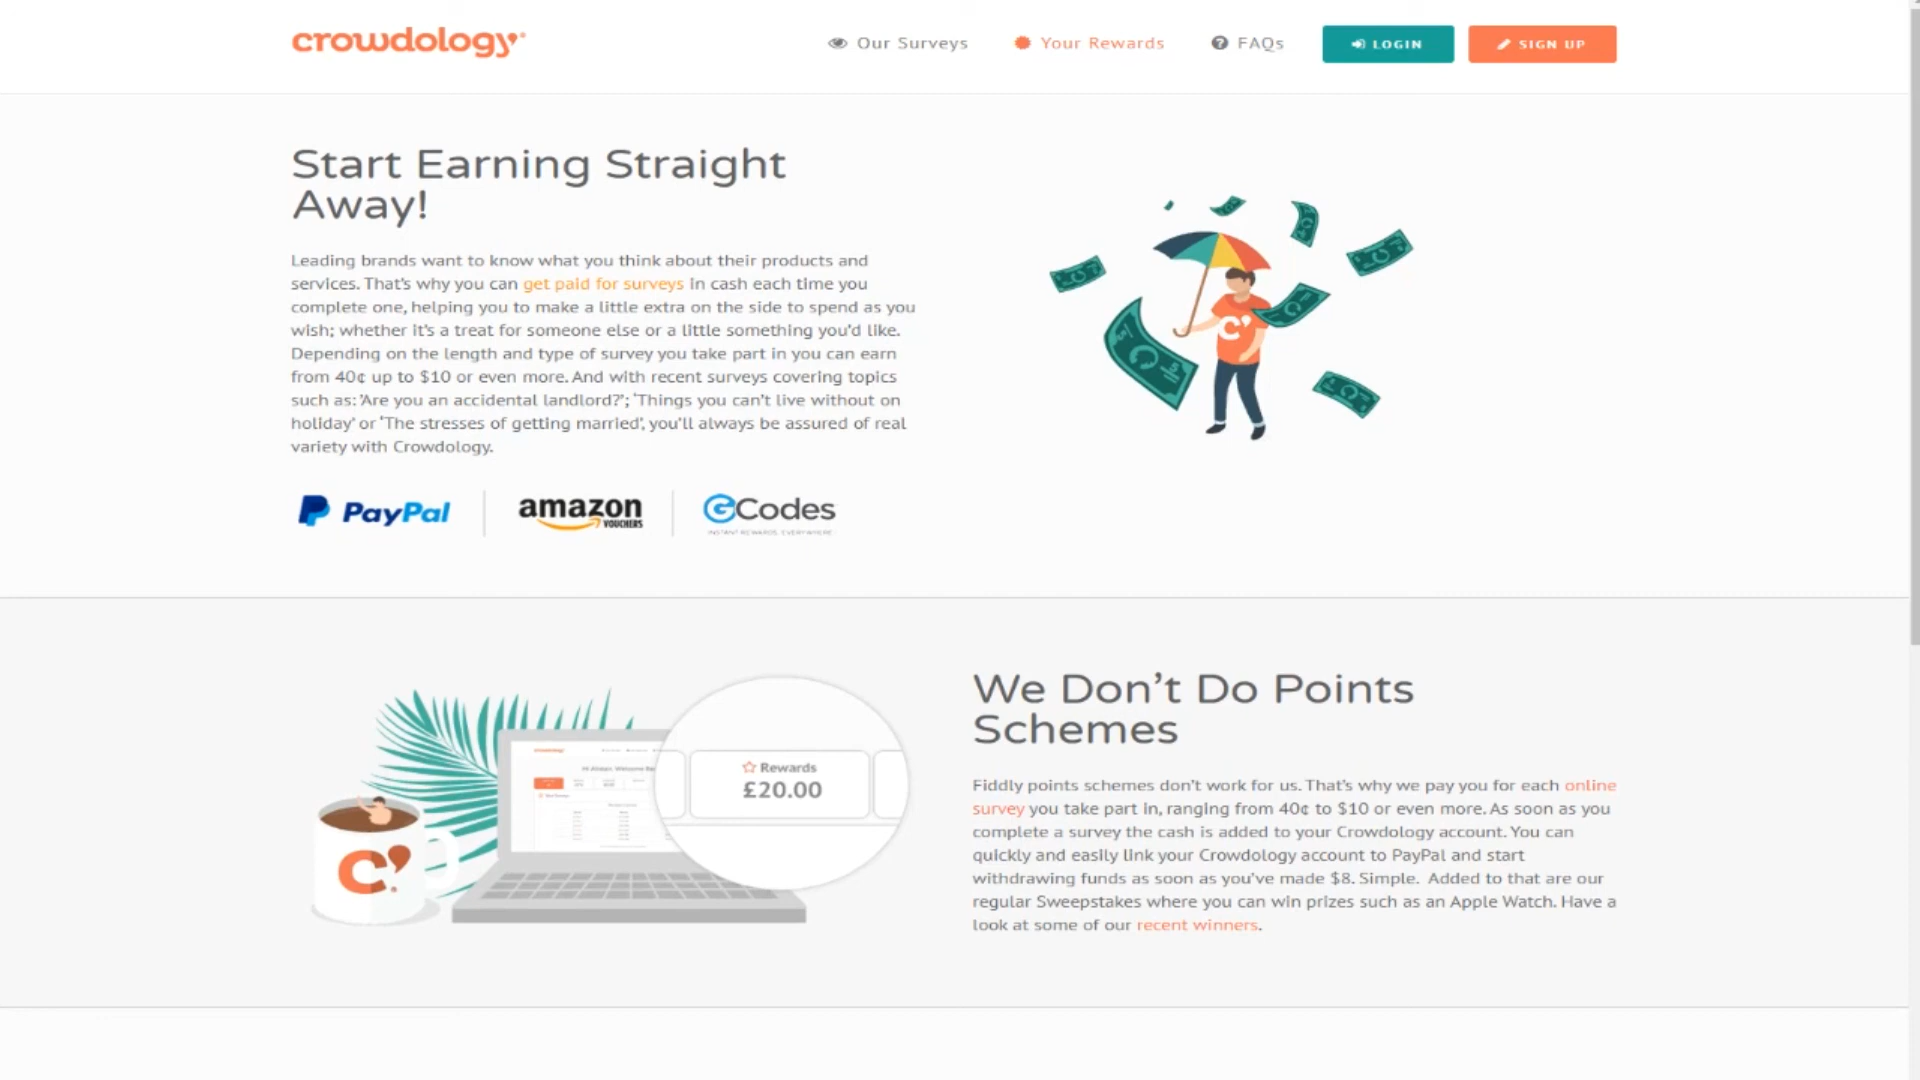 crowdology
Our Surveys
Your Rewards
FAQs
LOGIN
SIGN UP
Start Earning Straight
Away!
Leading brands want to know what you think about their products and
services. That's why you can get paid for surveys in cash each time you
complete one, helping you to make a little extra on the side to spend as you
wish; whether it's a treat for someone else or a little something you'd like.
Depending on the length and type of survey you take part in you can earn
from 40¢ up to $10 or even more. And with recent surveys covering topics
such as: 'Are you an accidental landlord?'; 'Things you can't live without on
holiday' or 'The stresses of getting married', you'll always be assured of real
variety with Crowdology.
PayPal
amazon
VOUCHERS
GCodes
INSTANT REWARDS. EVERYWHERE.
C!
crowdology
Rewards
£20.00
C!
We Don't Do Points
Schemes
Fiddly points schemes don't work for us. That's why we pay you for each online
survey you take part in, ranging from 40¢ to $10 or even more. As soon as you
complete a survey the cash is added to your Crowdology account. You can
quickly and easily link your Crowdology account to PayPal and start
withdrawing funds as soon as you've made $8. Simple. Added to that are our
regular Sweepstakes where you can win prizes such as an Apple Watch. Have a
look at some of our recent winners.